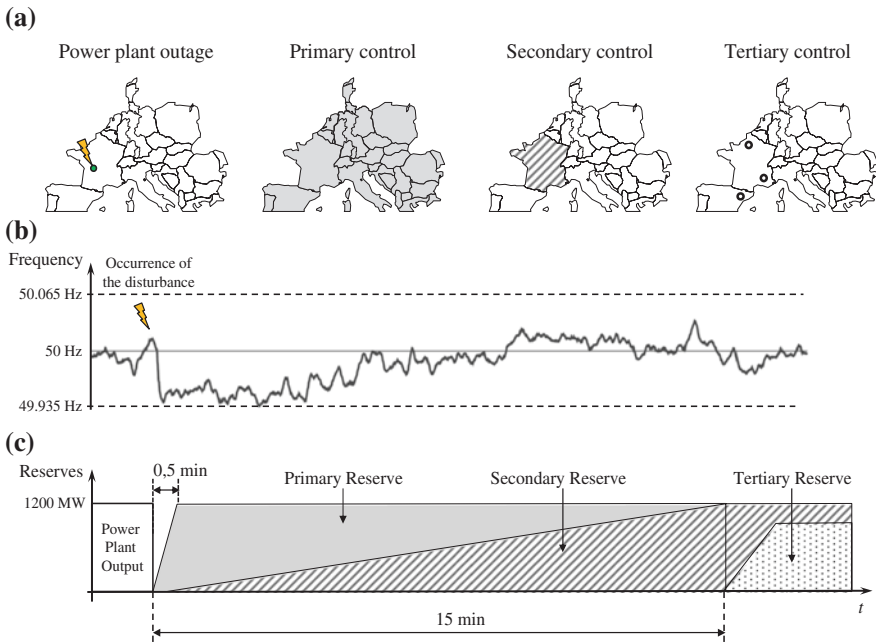 (a)
Power plant outage
Primary control
Secondary control
Tertiary control
(b)
Frequency
Occurrence of
the disturbance
50.065 Hz
50 Hz
49.935 Hz
(c)
Reserves
0,5 min
Primary Reserve
Secondary Reserve
Tertiary Reserve
1200 MW
Power
Plant
Output
t
15 min